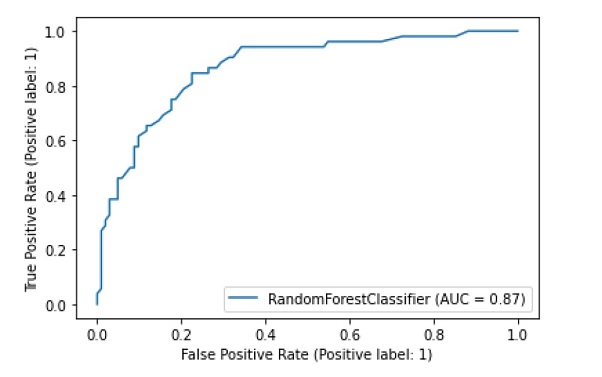 1.0
0.8
0.6
0.4
0.2
0.0
True Positive Rate (Positive label: 1)
RandomForestClassifier (AUC = 0.87)
0.0 0.2 0.4 0.6 0.8 1.0
False Positive Rate (Positive label: 1)